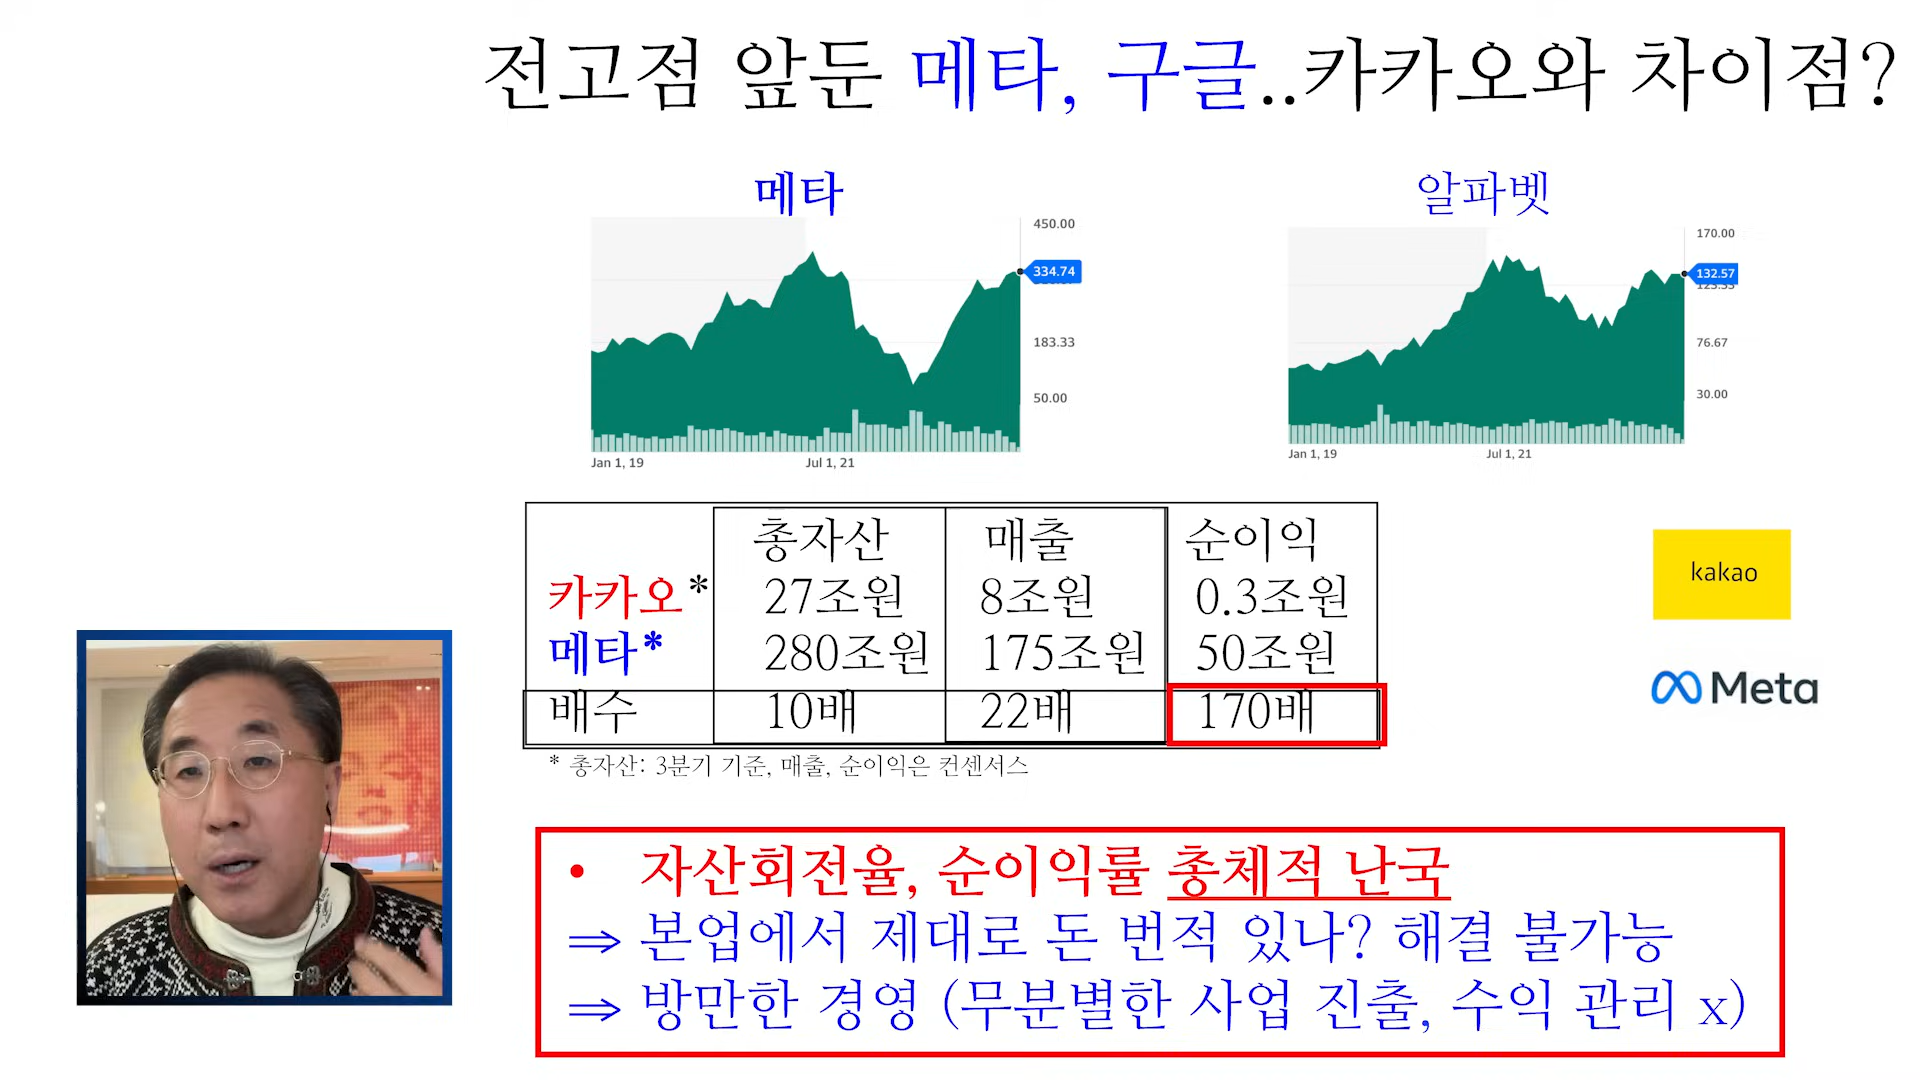 전고점 앞둔 메타, 구글..카카오와 차이점?
메타
450.00
334.74
183.33
50.00
Jan 1, 19 Jul 1, 21
알파벳
170.00
132.57
76.67
30.00
Jan 1, 19 Jul 1, 21
총자산 매출 순이익
카카오* 27조원 8조원 0.3조원
메타* 280조원 175조원 50조원
배수 10배 22배 170배
* 총자산: 3분기 기준, 매출, 순이익은 컨센서스
kakao
Meta
• 자산회전율, 순이익률 총체적 난국
⇒ 본업에서 제대로 돈 번적 있나? 해결 불가능
⇒ 방만한 경영 (무분별한 사업 진출, 수익 관리 x)